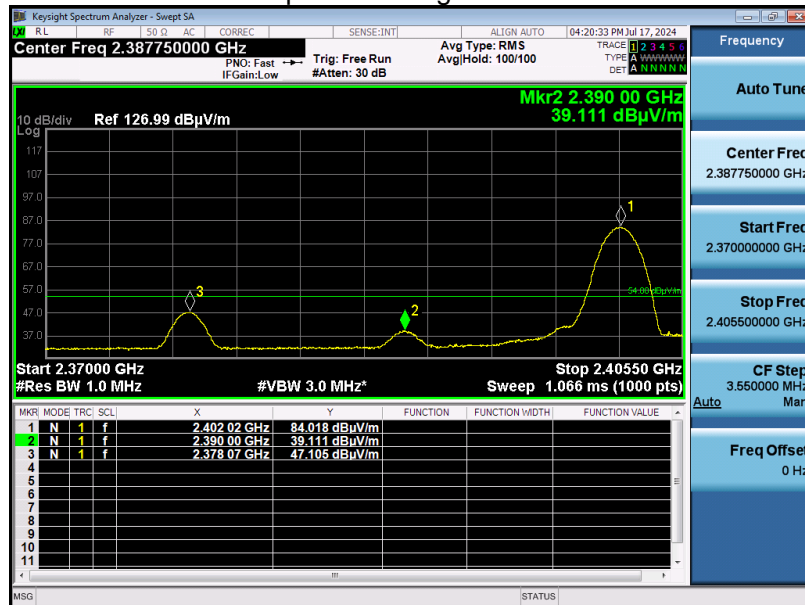 Keysight Spectrum Analyzer - Swept SA
LXI RL RF 50 Ω AC CORREC SENSE:INT ALIGN AUTO 04:20:33 PM Jul 17, 2024
Center Freq 2.387750000 GHz
PNO: Fast
IFGain:Low
Trig: Free Run
#Atten: 30 dB
Avg Type: RMS
Avg|Hold: 100/100
TRACE 1 2 3 4 5 6
TYPE A WWWWW
DET A N N N N N
Mkr2 2.390 00 GHz
39.111 dBµV/m
10 dB/div Ref 126.99 dBµV/m
Log
117
107
97.0
87.0
77.0
67.0
57.0
47.0
37.0
1
2
3
54.00 dBµV/m
Start 2.37000 GHz Stop 2.40550 GHz
#Res BW 1.0 MHz #VBW 3.0 MHz* Sweep 1.066 ms (1000 pts)
MKR MODE TRC SCL X Y FUNCTION FUNCTION WIDTH FUNCTION VALUE
1 N 1 f 2.402 02 GHz 84.018 dBµV/m
2 N 1 f 2.390 00 GHz 39.111 dBµV/m
3 N 1 f 2.378 07 GHz 47.105 dBµV/m
4
5
6
7
8
9
10
11
MSG STATUS
Frequency
Auto Tune
Center Freq
2.387750000 GHz
Start Freq
2.370000000 GHz
Stop Freq
2.405500000 GHz
CF Step
3.550000 MHz
Auto Man
Freq Offset
0 Hz